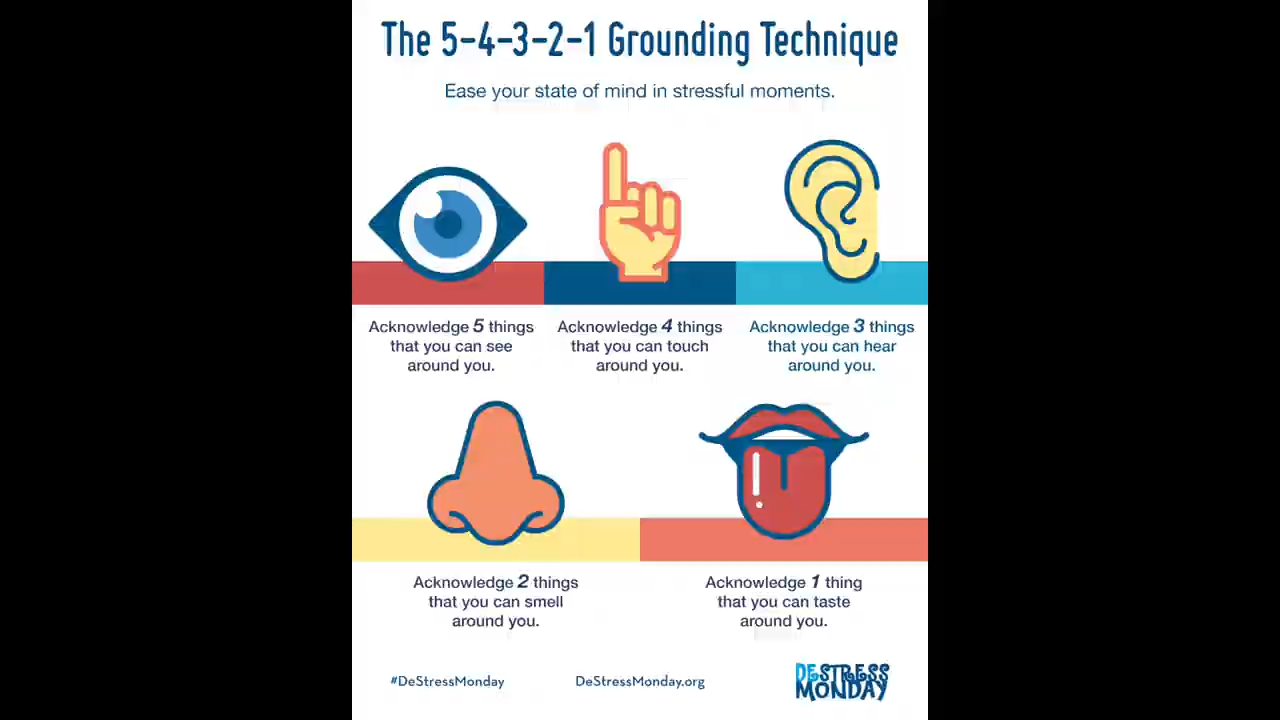 The 5-4-3-2-1 Grounding Technique
Ease your state of mind in stressful moments.
Acknowledge 5 things
that you can see
around you.
Acknowledge 4 things
that you can touch
around you.
Acknowledge 3 things
that you can hear
around you.
Acknowledge 2 things
that you can smell
around you.
Acknowledge 1 thing
that you can taste
around you.
#DeStressMonday
DeStressMonday.org
DESTRESS
MONDAY